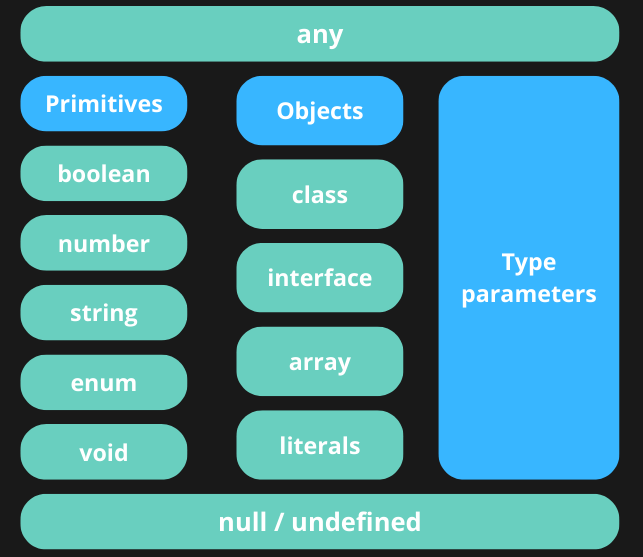 any
Primitives
boolean
number
string
enum
void
Objects
class
interface
array
literals
Type
parameters
null / undefined